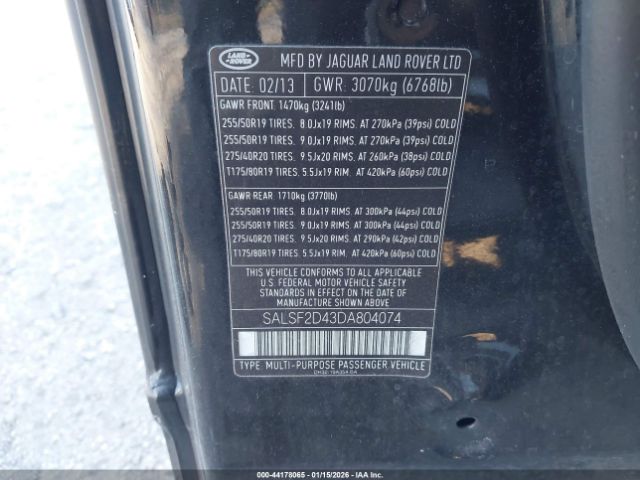 LAND-
ROVER
MFD BY JAGUAR LAND ROVER LTD
DATE: 02/13 GWR: 3070kg (6768lb)
GAWR FRONT: 1470kg (3241lb)
255/50R19 TIRES. 8.0Jx19 RIMS. AT 270kPa (39psi) COLD
255/50R19 TIRES. 9.0Jx19 RIMS. AT 270kPa (39psi) COLD
275/40R20 TIRES. 9.5Jx20 RIMS. AT 260kPa (38psi) COLD
T175/80R19 TIRES. 5.5Jx19 RIM. AT 420kPa (60psi) COLD
GAWR REAR: 1710kg (3770lb)
255/50R19 TIRES. 8.0Jx19 RIMS. AT 300kPa (44psi) COLD
255/50R19 TIRES. 9.0Jx19 RIMS. AT 300kPa (44psi) COLD
275/40R20 TIRES. 9.5Jx20 RIMS. AT 290kPa (42psi) COLD
T175/80R19 TIRES. 5.5Jx19 RIM. AT 420kPa (60psi) COLD
THIS VEHICLE CONFORMS TO ALL APPLICABLE
U.S. FEDERAL MOTOR VEHICLE SAFETY STANDARDS
IN EFFECT ON THE DATE OF
MANUFACTURE SHOWN ABOVE.
SALSF2D43DA804074
TYPE: MULTI-PURPOSE PASSENGER VEHICLE
000-44178065 - 01/15/2026 - IAAI.COM